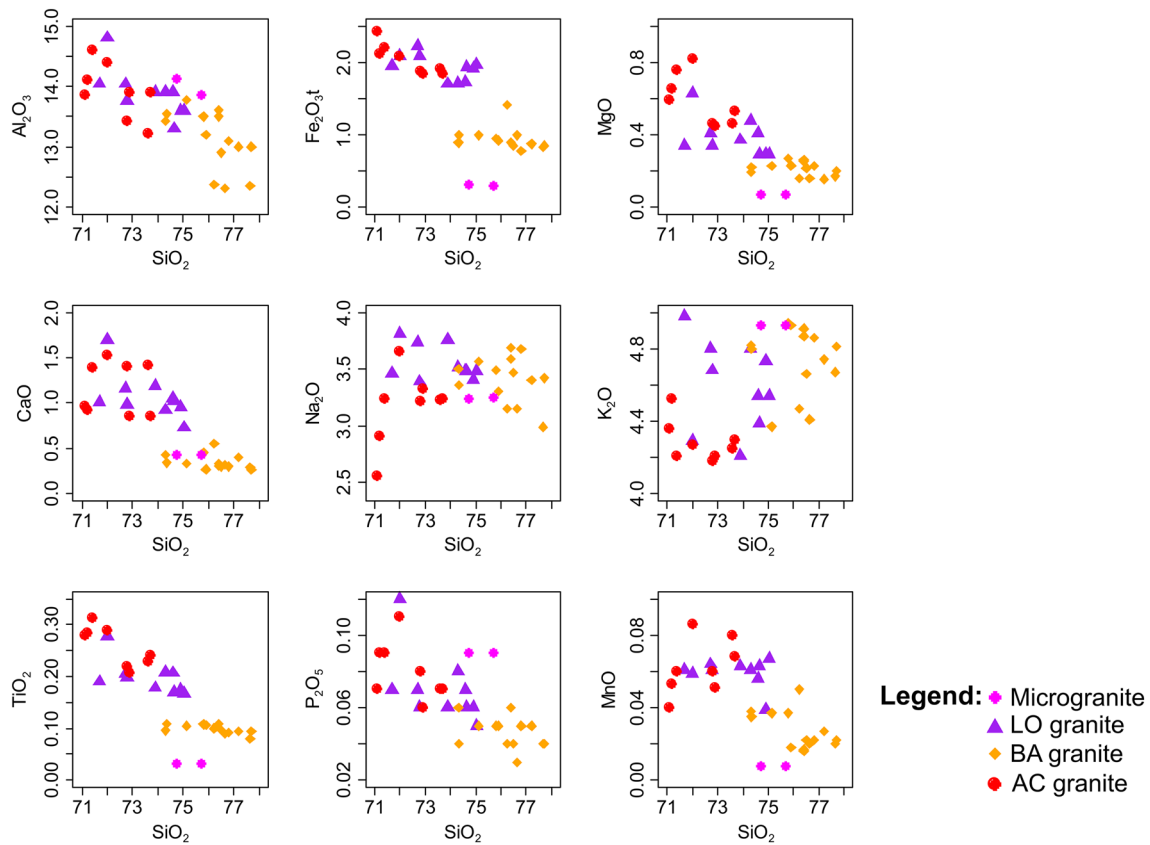 Al₂O₃
15.0
14.0
13.0
12.0
71 73 75 77
SiO₂
Fe₂O₃t
2.0
1.0
0.0
71 73 75 77
SiO₂
MgO
0.8
0.4
0.0
71 73 75 77
SiO₂
CaO
2.0
1.5
1.0
0.5
0.0
71 73 75 77
SiO₂
Na₂O
4.0
3.5
3.0
2.5
71 73 75 77
SiO₂
K₂O
4.8
4.4
4.0
71 73 75 77
SiO₂
TiO₂
0.30
0.20
0.10
0.00
71 73 75 77
SiO₂
P₂O₅
0.10
0.06
0.02
71 73 75 77
SiO₂
MnO
0.08
0.04
0.00
71 73 75 77
SiO₂
Legend: Microgranite
LO granite
BA granite
AC granite